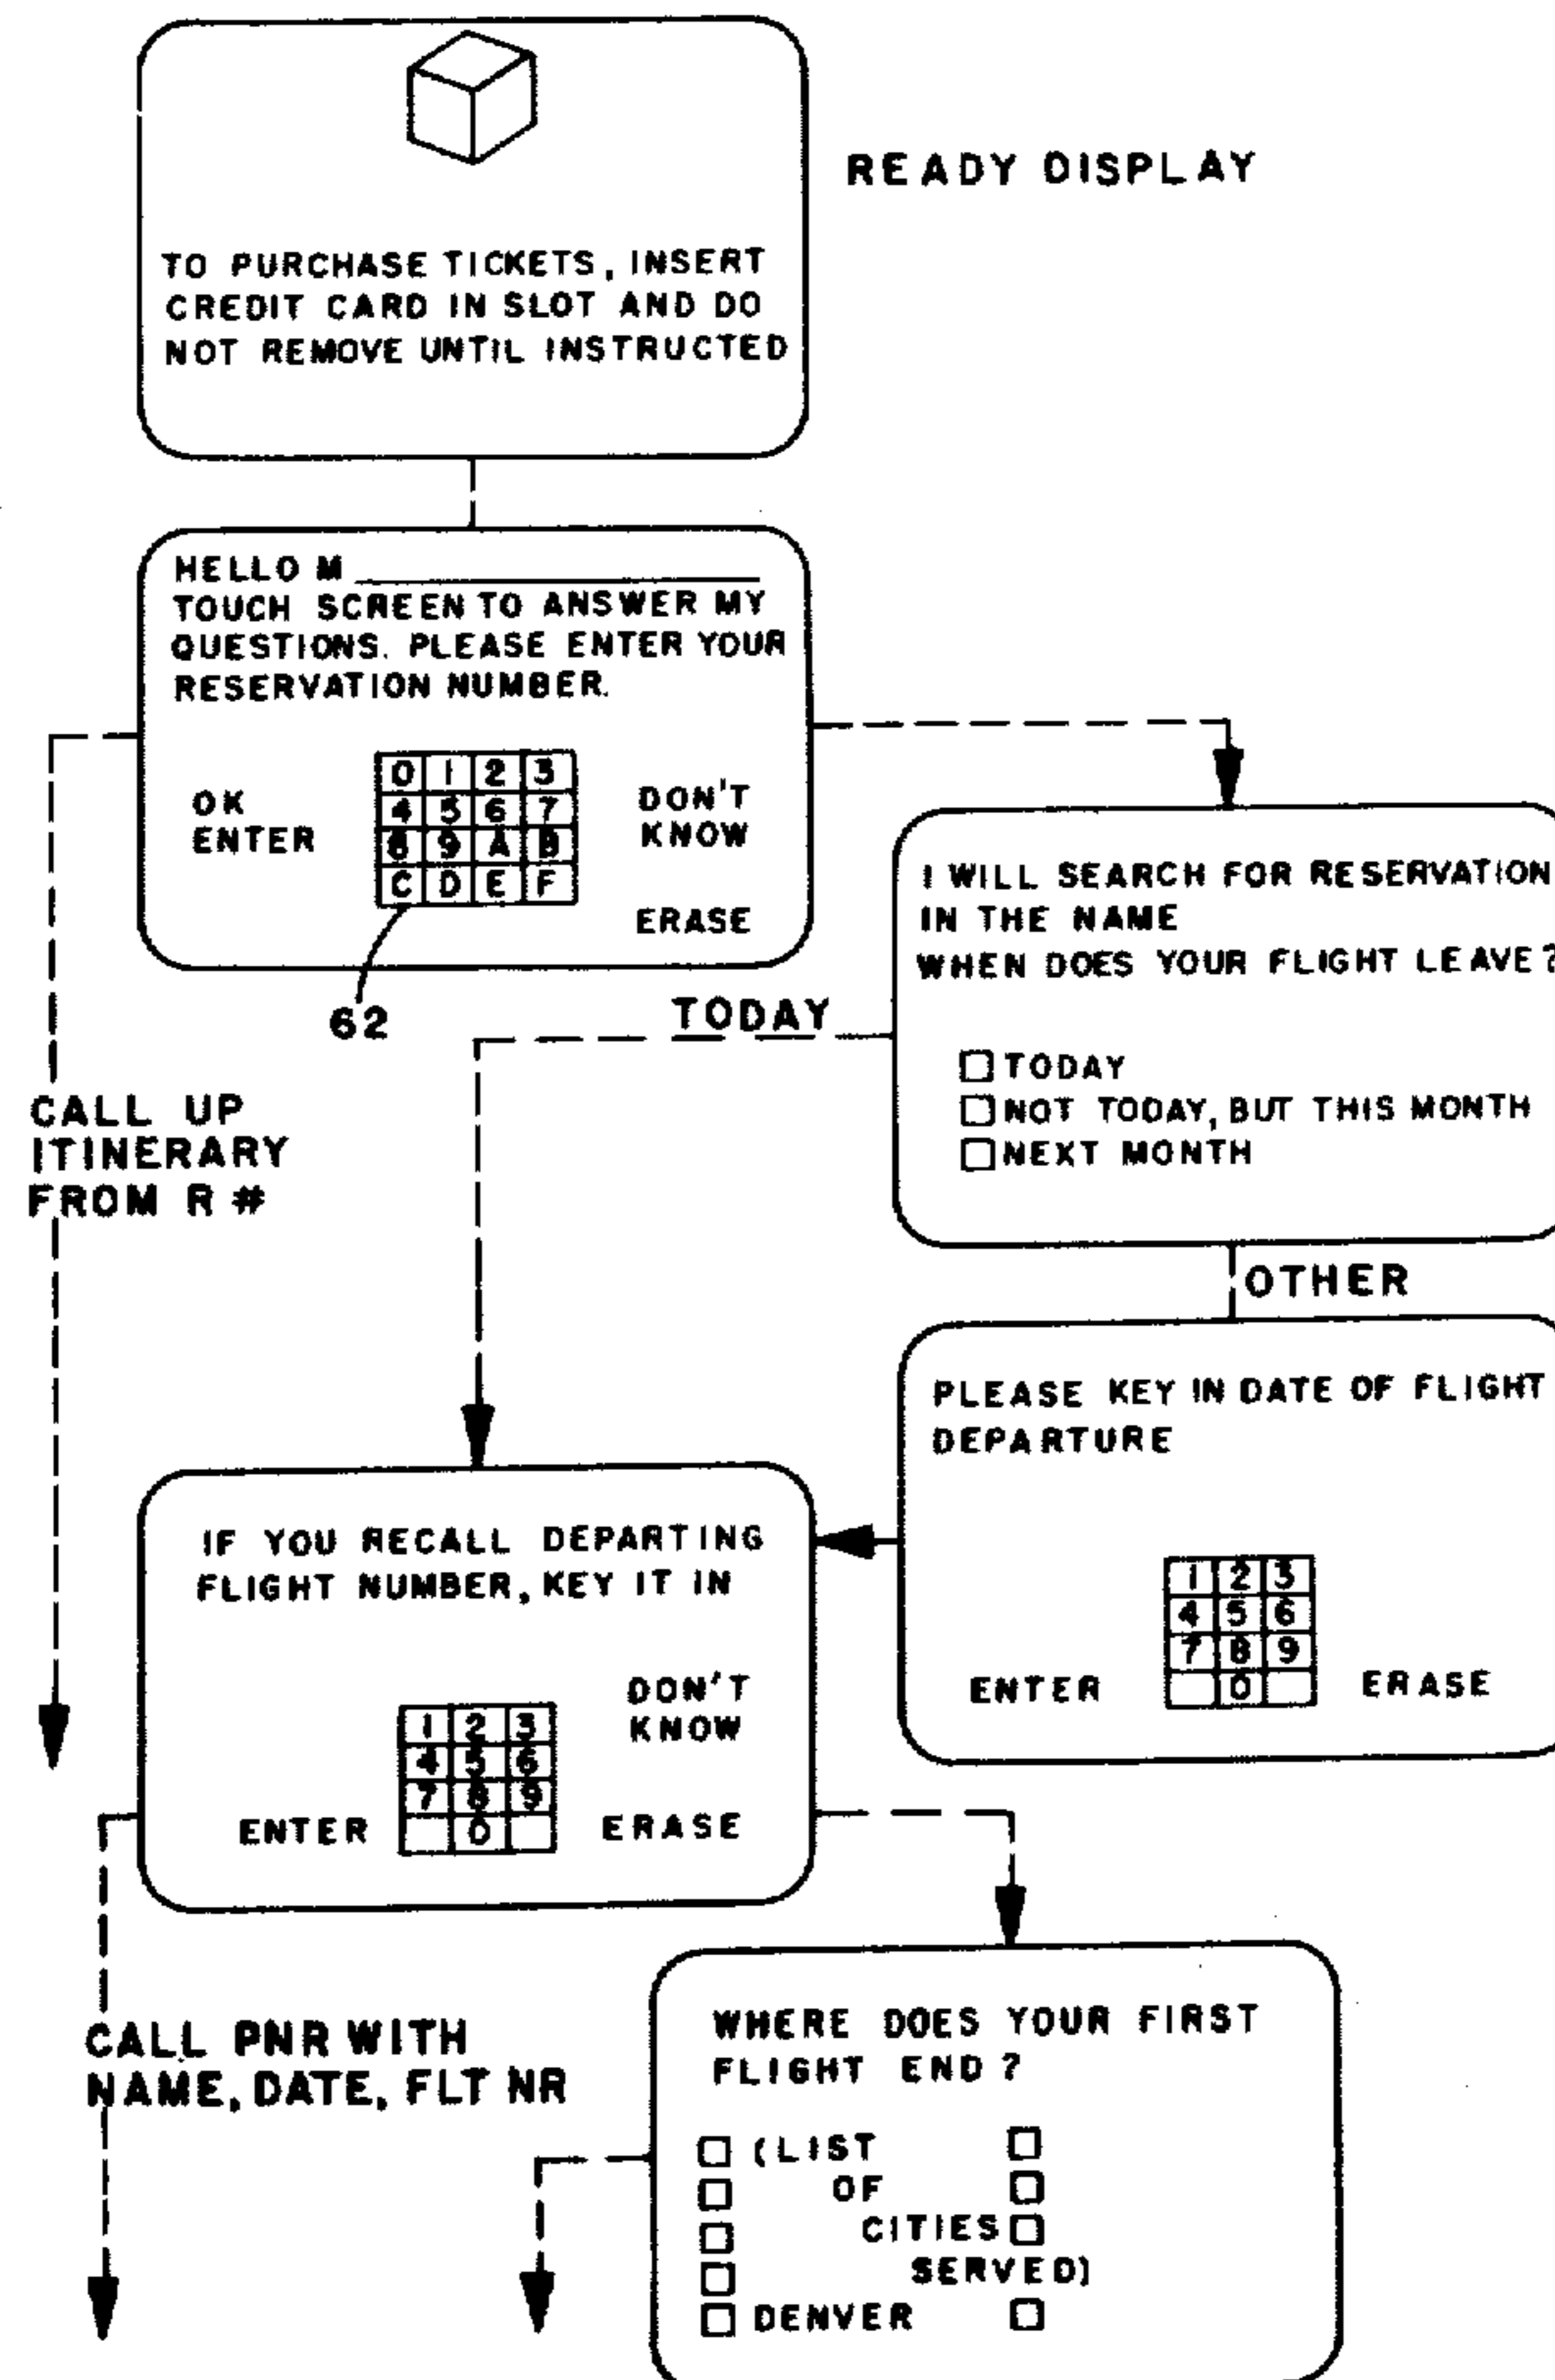 READY DISPLAY
TO PURCHASE TICKETS, INSERT
CREDIT CARD IN SLOT AND DO
NOT REMOVE UNTIL INSTRUCTED
HELLO M
TOUCH SCREEN TO ANSWER MY
QUESTIONS. PLEASE ENTER YOUR
RESERVATION NUMBER.
OK
ENTER
0 1 2 3
4 5 6 7
8 9 A B
C D E F
DON'T
KNOW
ERASE
62
CALL UP
ITINERARY
FROM R #
I WILL SEARCH FOR RESERVATION
IN THE NAME
WHEN DOES YOUR FLIGHT LEAVE?
TODAY
NOT TODAY, BUT THIS MONTH
NEXT MONTH
TODAY
OTHER
PLEASE KEY IN DATE OF FLIGHT
DEPARTURE
1 2 3
4 5 6
7 8 9
0
ENTER
ERASE
IF YOU RECALL DEPARTING
FLIGHT NUMBER, KEY IT IN
DON'T
KNOW
1 2 3
4 5 6
7 8 9
0
ENTER
ERASE
CALL PNR WITH
NAME, DATE, FLT NR
WHERE DOES YOUR FIRST
FLIGHT END ?
(LIST
OF
CITIES
SERVED)
DENVER